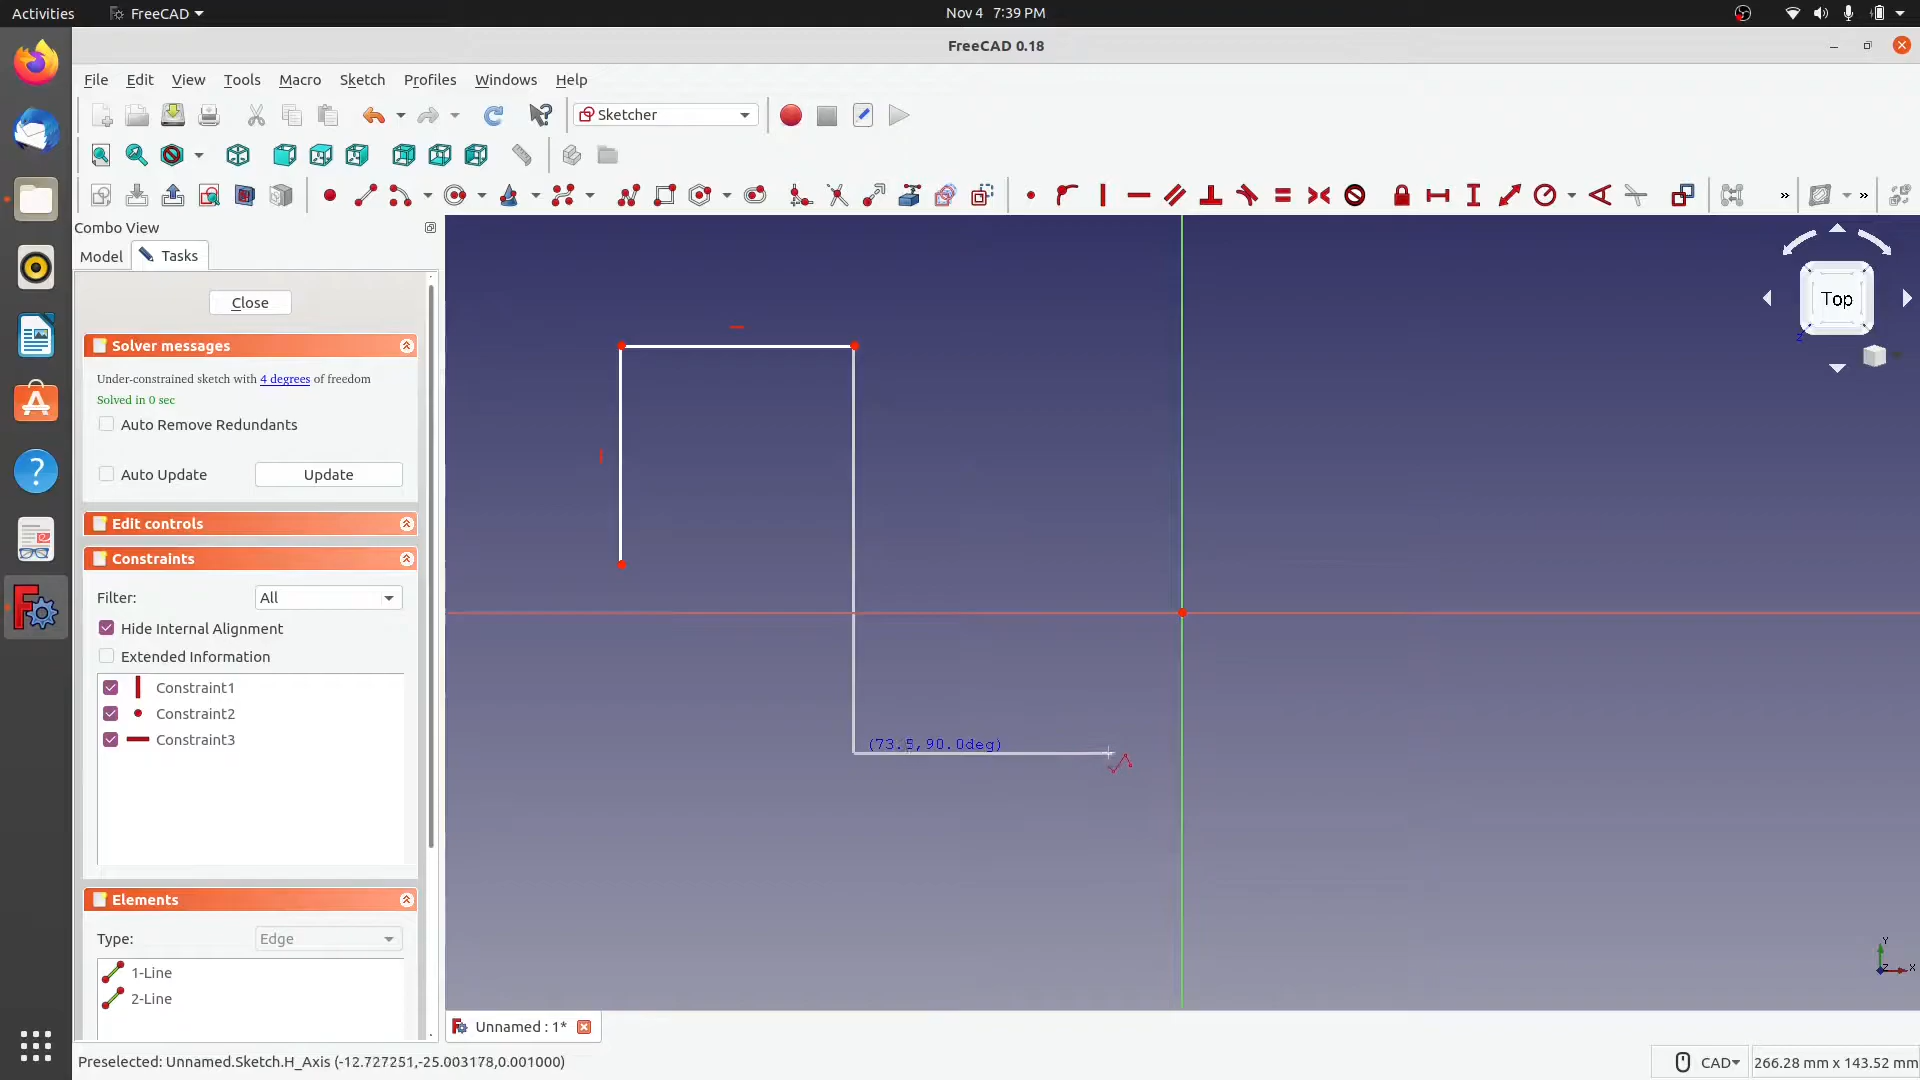 Activities
FreeCAD
Nov 4 7:39 PM
FreeCAD 0.18
File Edit View Tools Macro Sketch Profiles Windows Help
Sketcher
Combo View
Model
Tasks
Close
Solver messages
Under-constrained sketch with 4 degrees of freedom
Solved in 0 sec
Auto Remove Redundants
Auto Update
Update
Edit controls
Constraints
Filter:
All
Hide Internal Alignment
Extended Information
Constraint1
Constraint2
Constraint3
Elements
Type:
Edge
1-Line
2-Line
(73.5,90.0deg)
Top
Z
Y
Z
X
Unnamed : 1*
Preselected: Unnamed.Sketch.H_Axis (-12.727251,-25.003178,0.001000)
CAD
266.28 mm x 143.52 mm